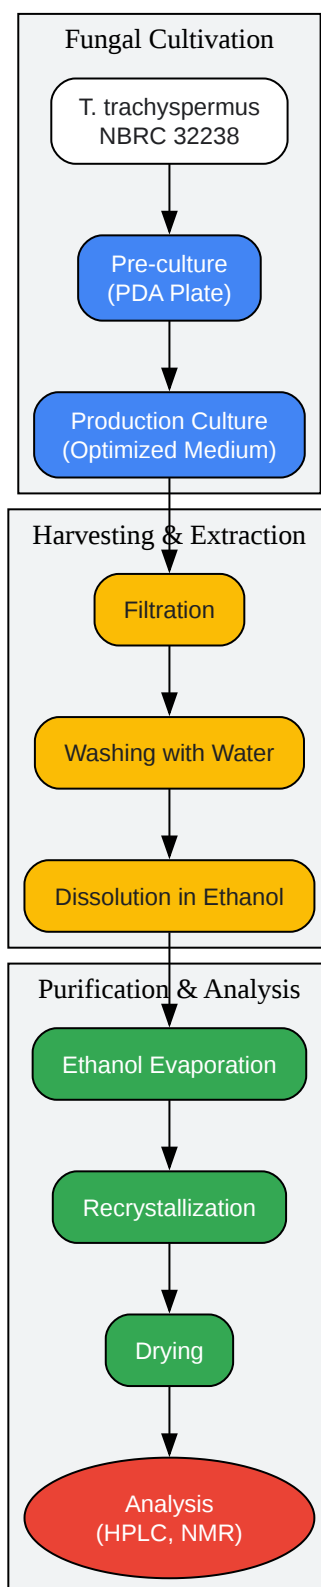 Fungal Cultivation
T. trachyspermus
NBRC 32238
Pre-culture
(PDA Plate)
Production Culture
(Optimized Medium)
Harvesting & Extraction
Filtration
Washing with Water
Dissolution in Ethanol
Purification & Analysis
Ethanol Evaporation
Recrystallization
Drying
Analysis
(HPLC, NMR)